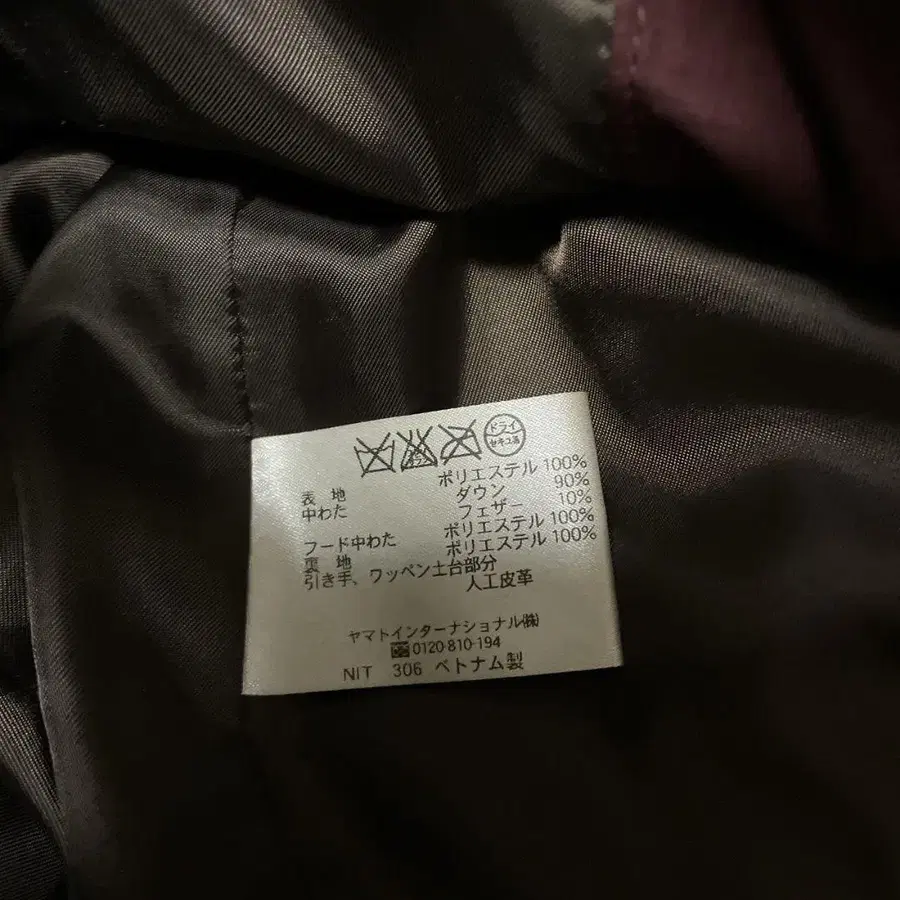 ドライ
セキユ系
表 地 ポリエステル 100%
中わた ダウン 90%
フェザー 10%
フード中わた ポリエステル 100%
裏 地 ポリエステル 100%
引き手、ワッペン土台部分
人工皮革
ヤマトインターナショナル㈱
0120-810-194
NIT 306 ベトナム製